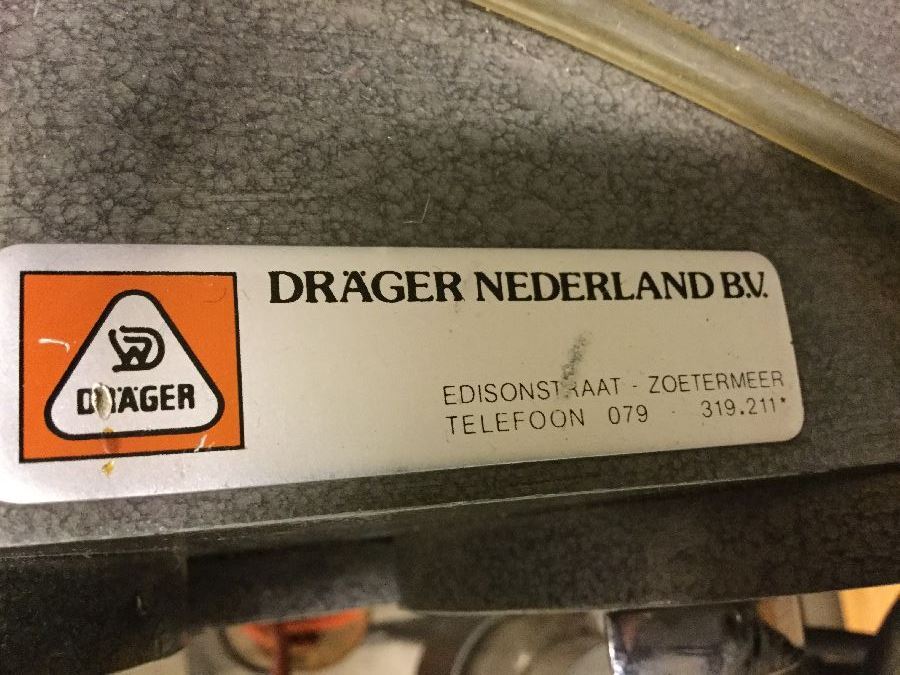 DRÄGER
DRÄGER NEDERLAND B.V.
EDISONSTRAAT - ZOETERMEER
TELEFOON 079 - 319.211*